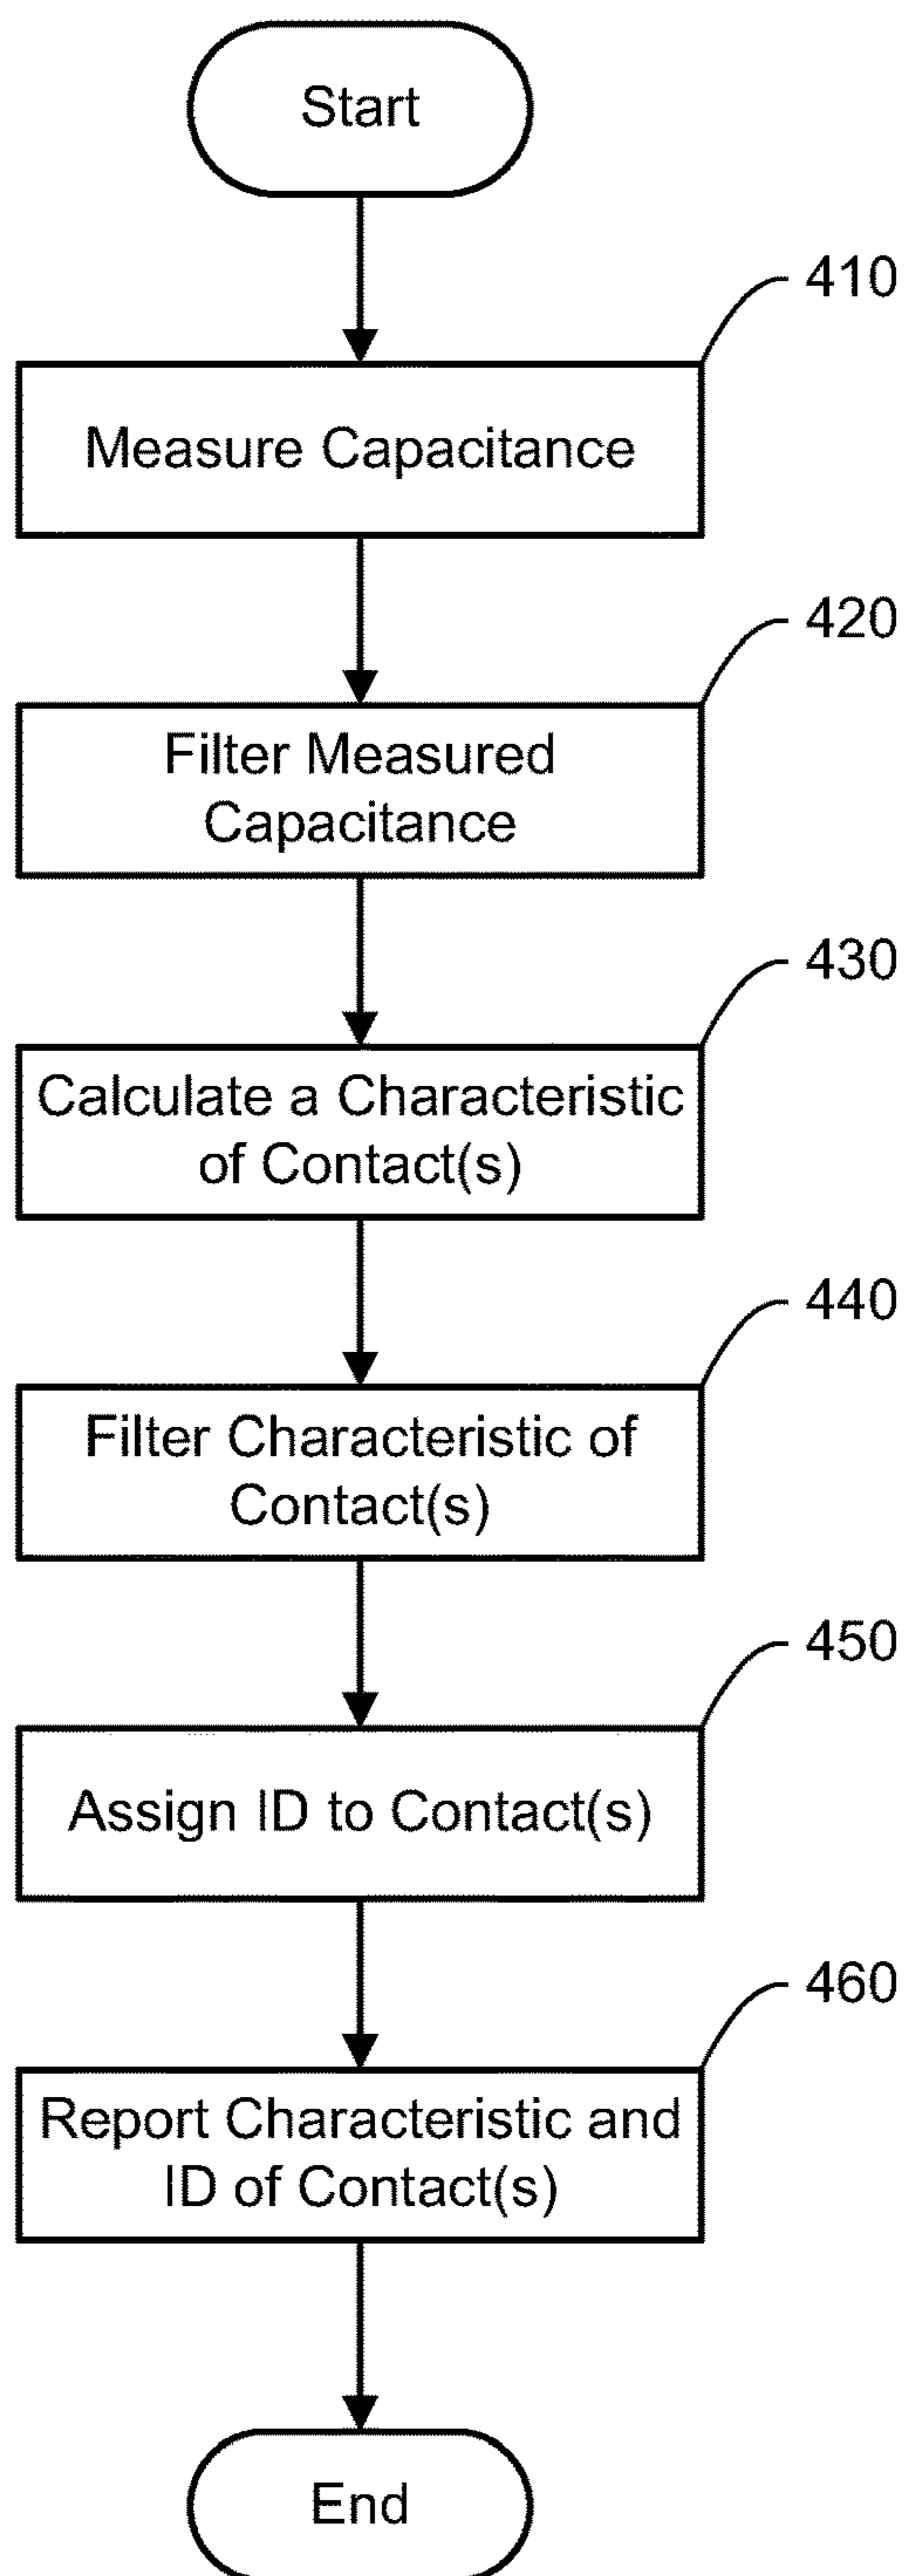 Start
410
Measure Capacitance
420
Filter Measured
Capacitance
430
Calculate a Characteristic
of Contact(s)
440
Filter Characteristic of
Contact(s)
450
Assign ID to Contact(s)
460
Report Characteristic and
ID of Contact(s)
End